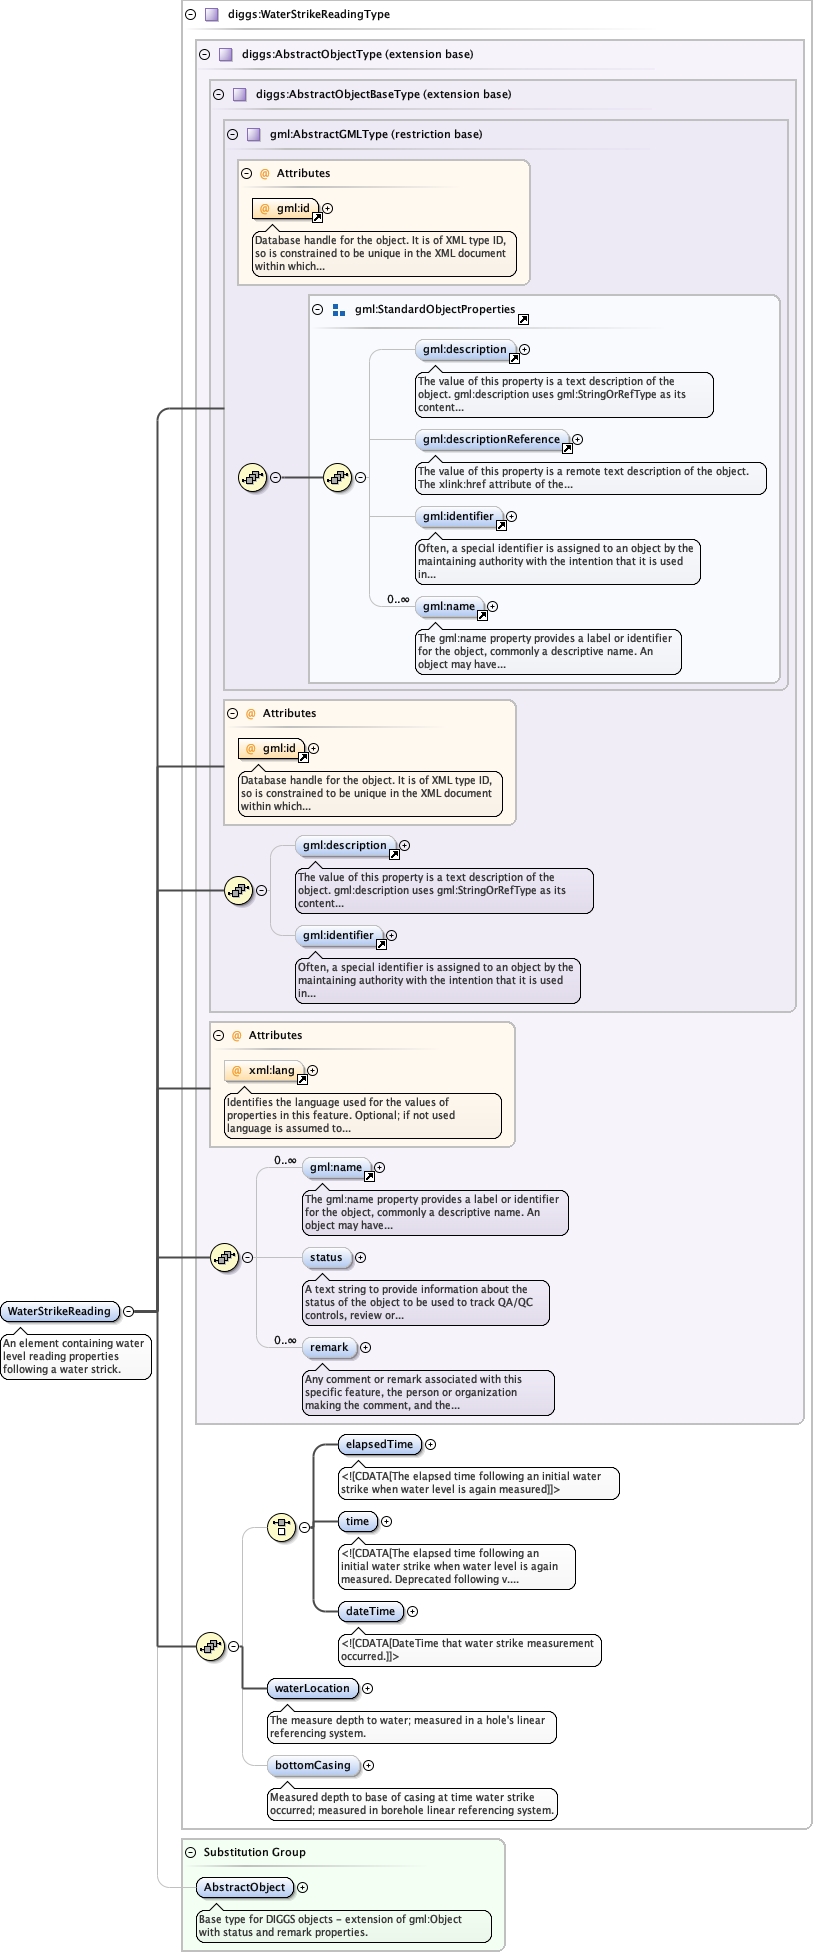 diggs:WaterStrikeReadingType
diggs:AbstractObjectType (extension base)
diggs:AbstractObjectBaseType (extension base)
gml:AbstractGMLType (restriction base)
@ Attributes
@ gml:id
Database handle for the object. It is of XML type ID,
so is constrained to be unique in the XML document
within which...
gml:StandardObjectProperties
gml:description
The value of this property is a text description of the
object. gml:description uses gml:StringOrRefType as its
content...
gml:descriptionReference
The value of this property is a remote text description of the object.
The xlink:href attribute of the...
gml:identifier
Often, a special identifier is assigned to an object by the
maintaining authority with the intention that it is used
in...
0..∞
gml:name
The gml:name property provides a label or identifier
for the object, commonly a descriptive name. An
object may have...
@ Attributes
@ gml:id
Database handle for the object. It is of XML type ID,
so is constrained to be unique in the XML document
within which...
gml:description
The value of this property is a text description of the
object. gml:description uses gml:StringOrRefType as its
content...
gml:identifier
Often, a special identifier is assigned to an object by the
maintaining authority with the intention that it is used
in...
@ Attributes
@ xml:lang
Identifies the language used for the values of
properties in this feature. Optional; if not used
language is assumed to...
0..∞
gml:name
The gml:name property provides a label or identifier
for the object, commonly a descriptive name. An
object may have...
status
A text string to provide information about the
status of the object to be used to track QA/QC
controls, review or...
0..∞
remark
Any comment or remark associated with this
specific feature, the person or organization
making the comment, and the...
WaterStrikeReading
An element containing water
level reading properties
following a water strick.
elapsedTime
<![CDATA[The elapsed time following an initial water
strike when water level is again measured]]>
time
<![CDATA[The elapsed time following an
initial water strike when water level is again
measured. Deprecated following v....
dateTime
<![CDATA[DateTime that water strike measurement
occurred.]]>
waterLocation
The measure depth to water; measured in a hole's linear
referencing system.
bottomCasing
Measured depth to base of casing at time water strike
occurred; measured in borehole linear referencing system.
Substitution Group
AbstractObject
Base type for DIGGS objects - extension of gml:Object
with status and remark properties.